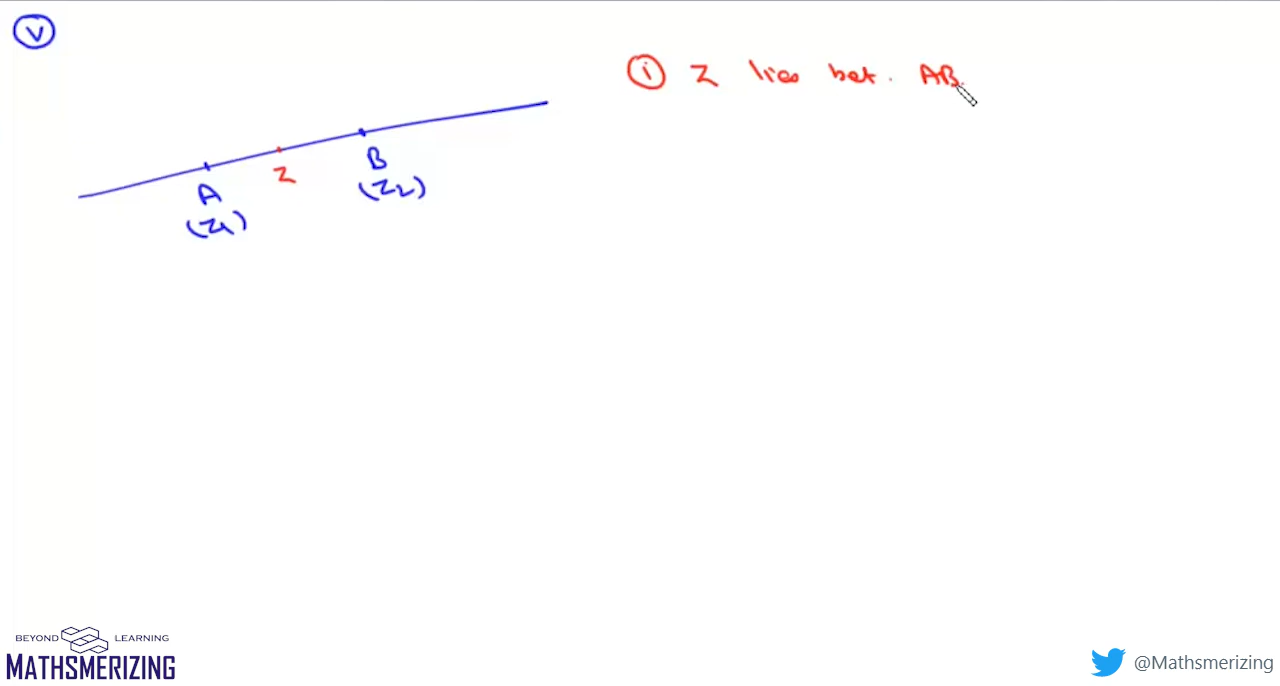 V
i Z lies bet. AB.
Z
A
B
(Z1)
(Z2)
BEYOND LEARNING
MATHSMERIZING
@Mathsmerizing